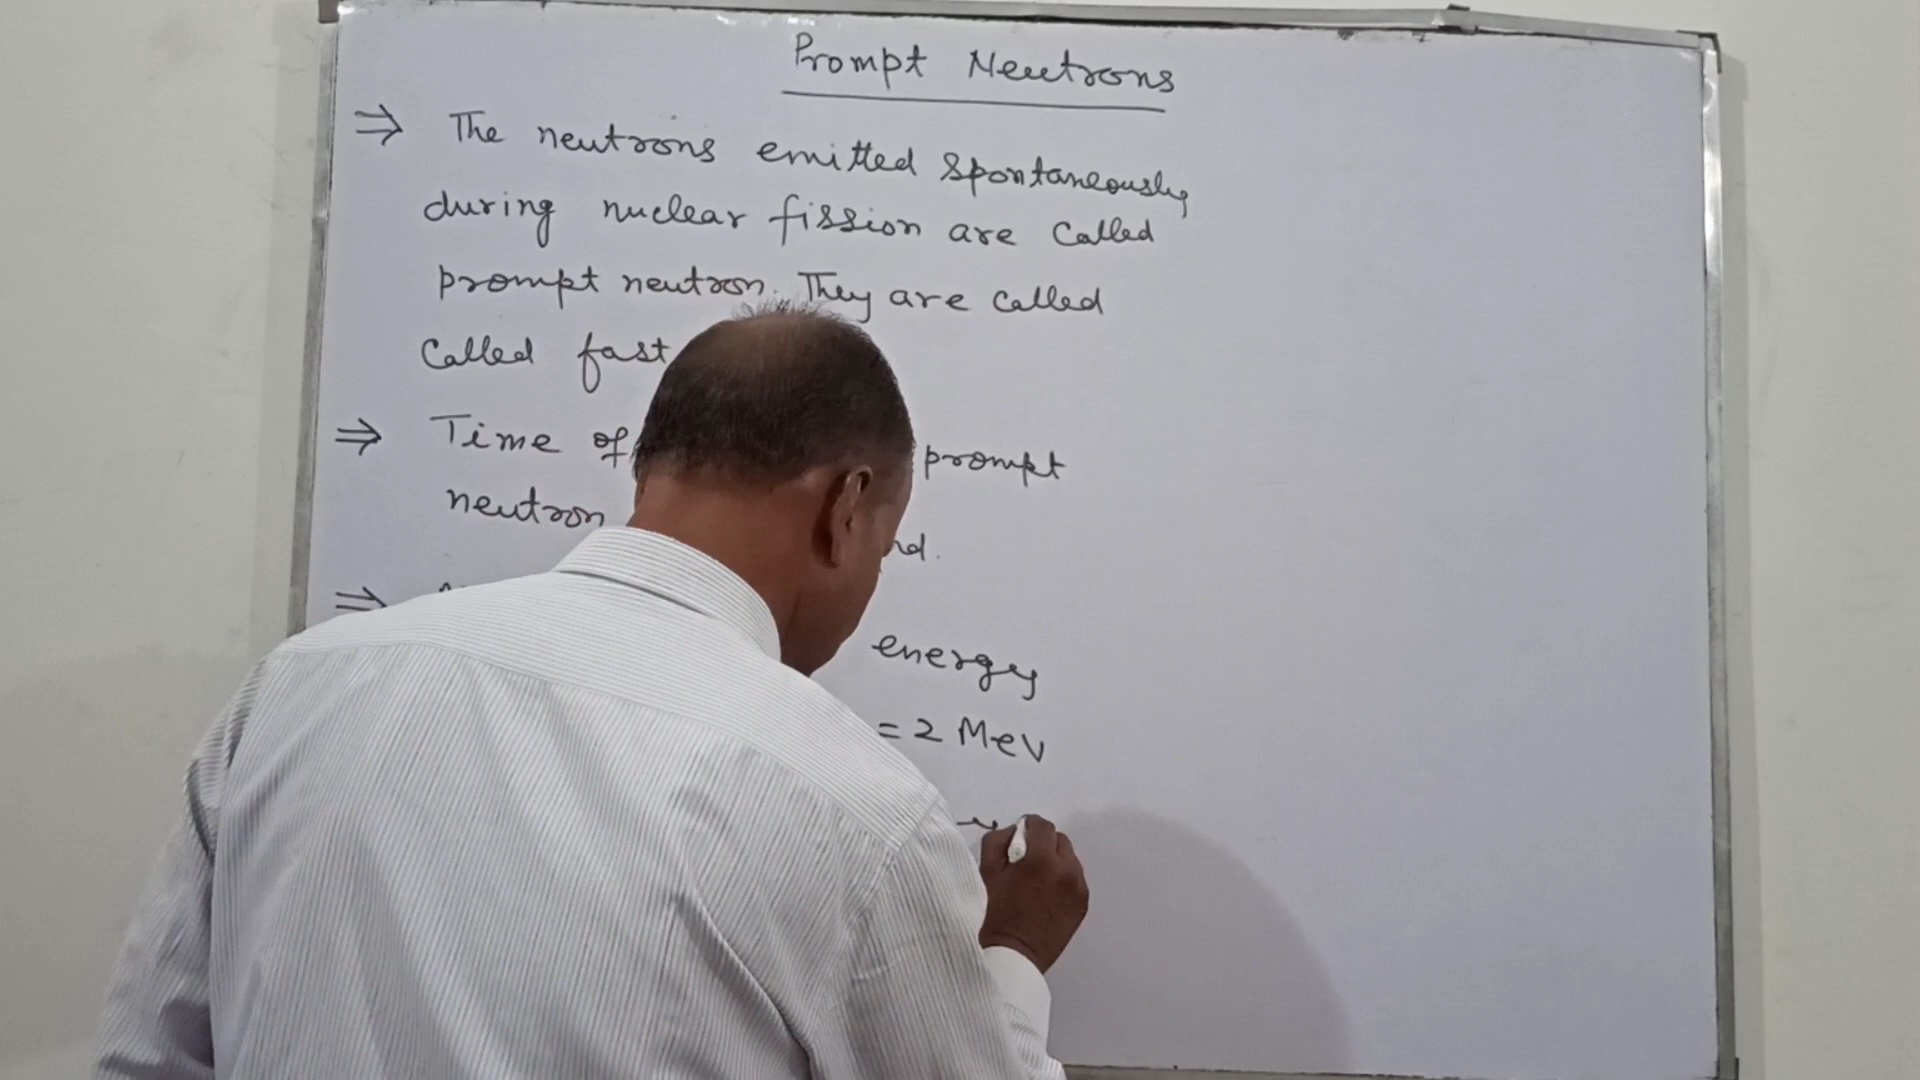 Prompt Neutrons
⇒ The neutrons emitted spontaneously
during nuclear fission are called
prompt neutron. They are called
called fast
⇒ Time of prompt
neutron
⇒
energy
= 2 MeV